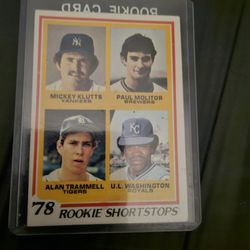 ROOKIE CARD
MICKEY KLUTTS
YANKEES
PAUL MOLITOR
BREWERS
ALAN TRAMMELL
TIGERS
U.L. WASHINGTON
ROYALS
'78 ROOKIE SHORTSTOPS